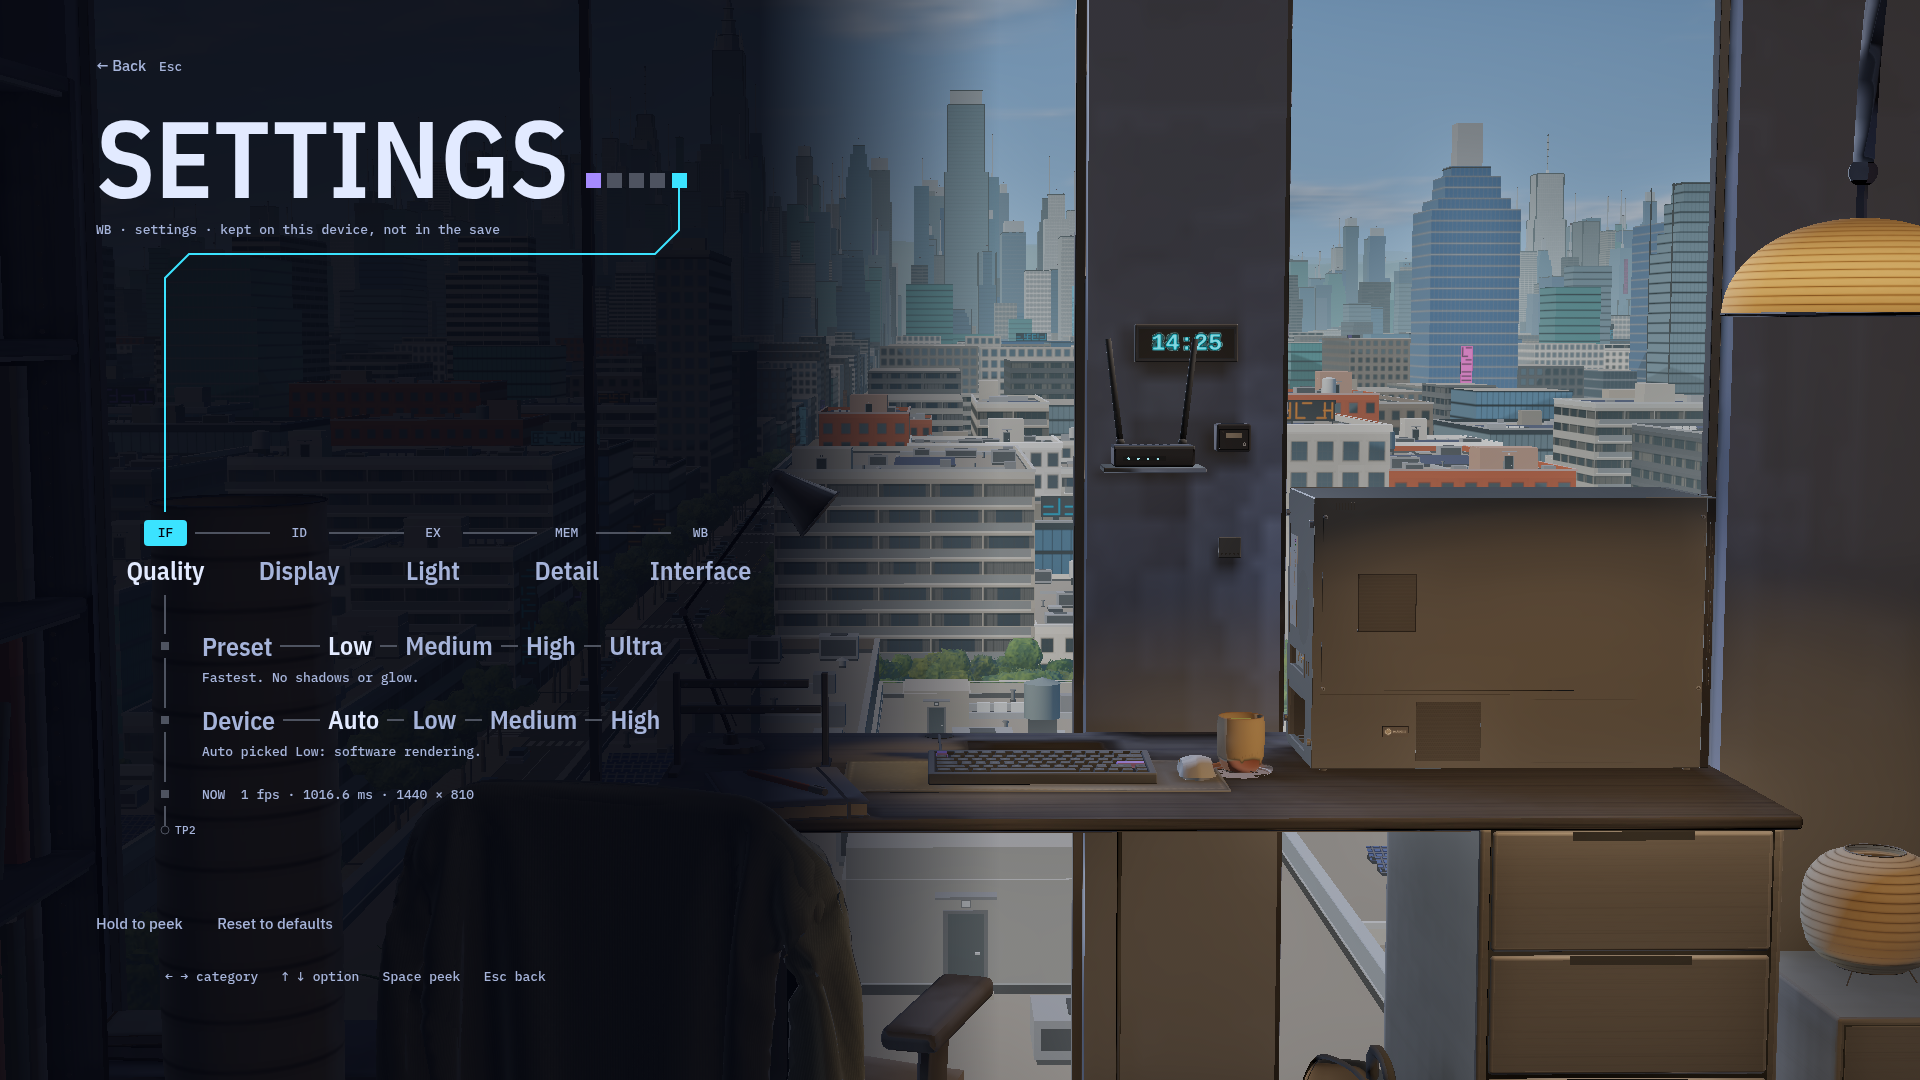 ← Back Esc
SETTINGS
WB · settings · kept on this device, not in the save
14:25
IF ID EX MEM WB
Quality Display Light Detail Interface
Preset Low Medium High Ultra
Fastest. No shadows or glow.
Device Auto Low Medium High
Auto picked Low: software rendering.
NOW 1 fps · 1016.6 ms · 1440 × 810
TP2
Hold to peek Reset to defaults
← → category ↑ ↓ option Space peek Esc back